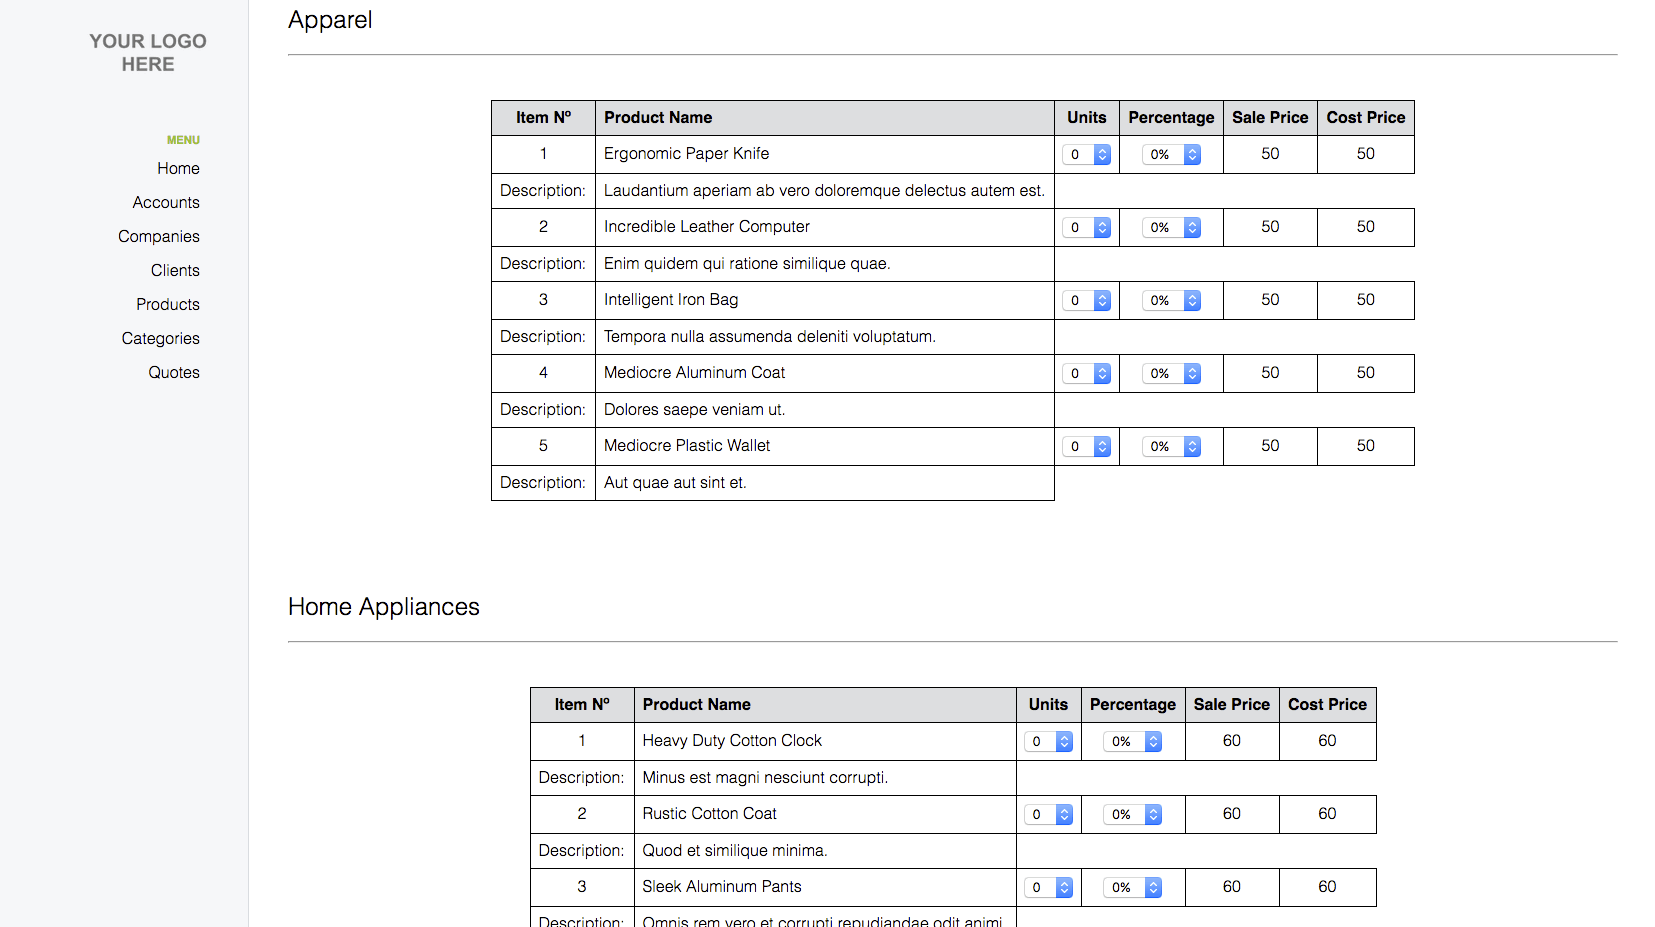 YOUR LOGO
HERE
MENU
Home
Accounts
Companies
Clients
Products
Categories
Quotes
Apparel
Item Nº Product Name Units Percentage Sale Price Cost Price
1 Ergonomic Paper Knife 0 0% 50 50
Description: Laudantium aperiam ab vero doloremque delectus autem est.
2 Incredible Leather Computer 0 0% 50 50
Description: Enim quidem qui ratione similique quae.
3 Intelligent Iron Bag 0 0% 50 50
Description: Tempora nulla assumenda deleniti voluptatum.
4 Mediocre Aluminum Coat 0 0% 50 50
Description: Dolores saepe veniam ut.
5 Mediocre Plastic Wallet 0 0% 50 50
Description: Aut quae aut sint et.
Home Appliances
Item Nº Product Name Units Percentage Sale Price Cost Price
1 Heavy Duty Cotton Clock 0 0% 60 60
Description: Minus est magni nesciunt corrupti.
2 Rustic Cotton Coat 0 0% 60 60
Description: Quod et similique minima.
3 Sleek Aluminum Pants 0 0% 60 60
Description: Omnis rem vero et corrupti repudiandae odit animi.